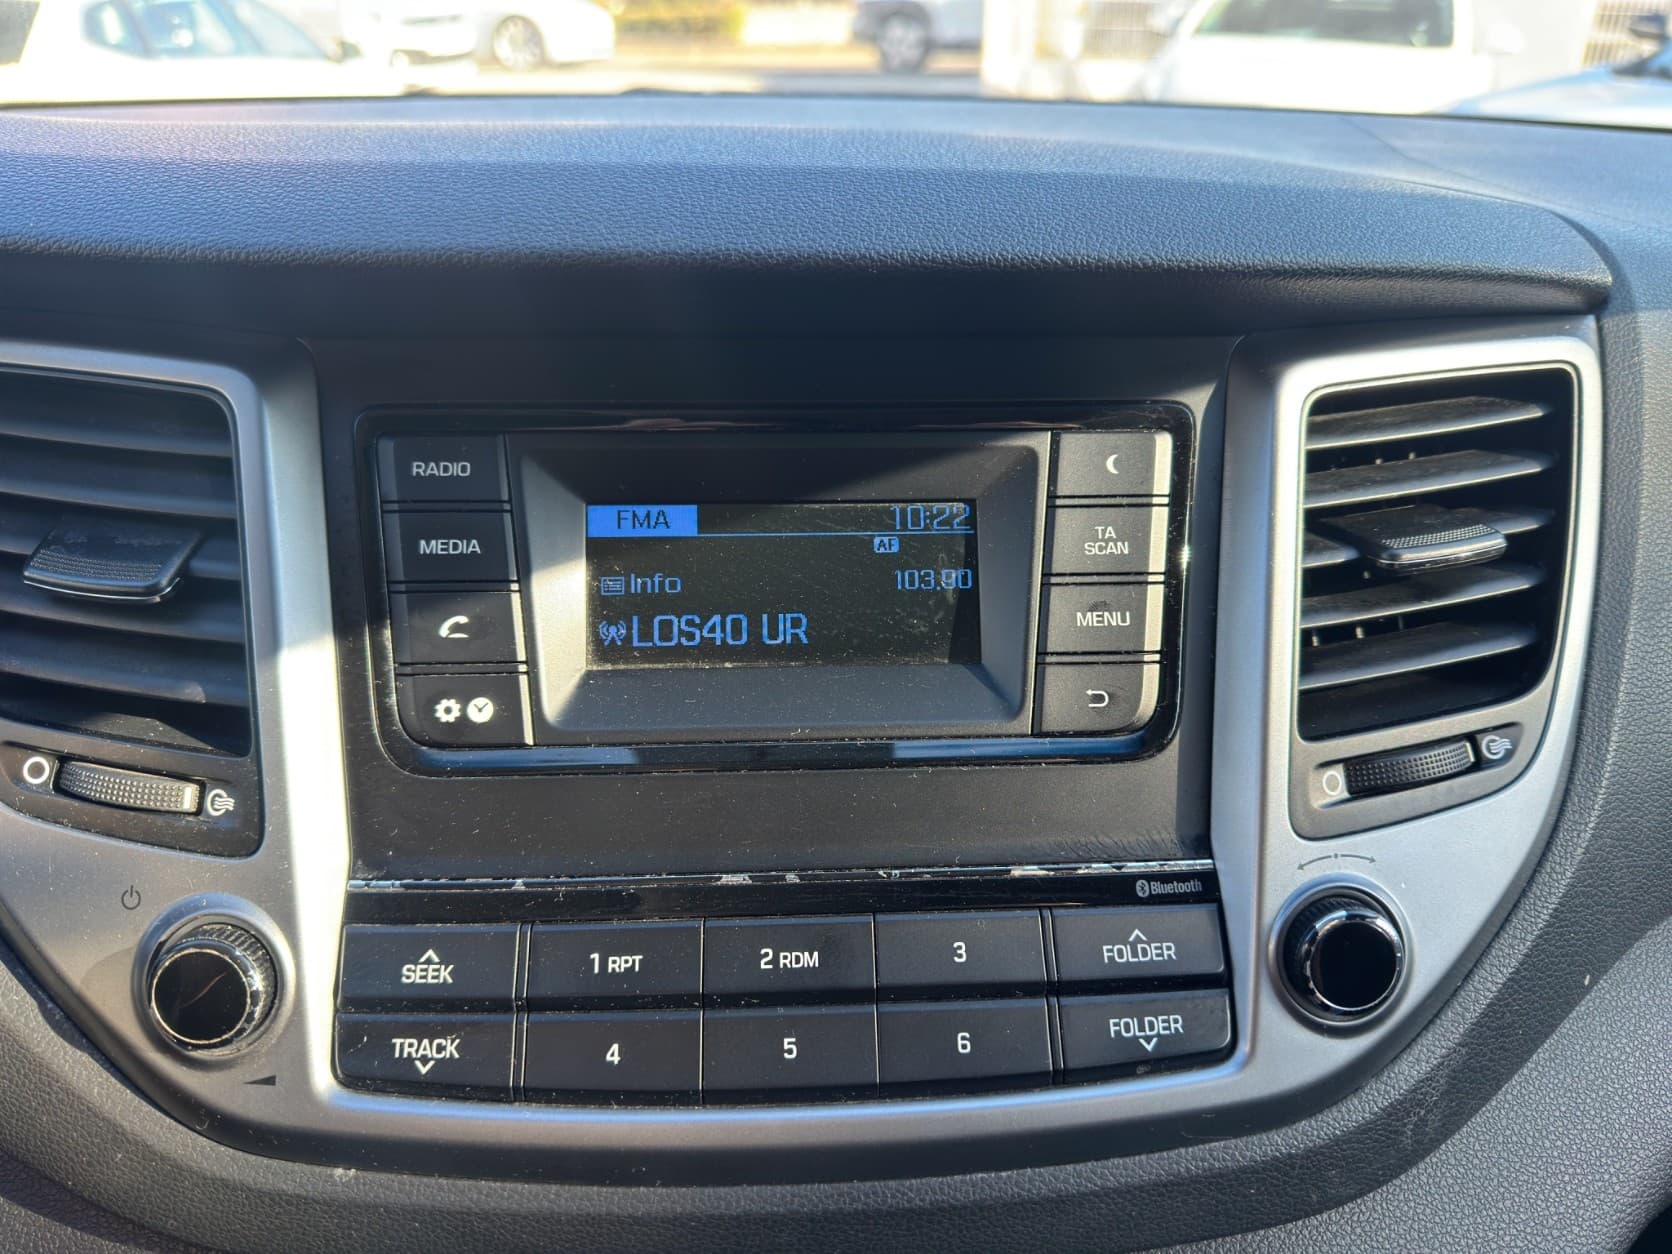 RADIO
MEDIA
FMA 10:22
AF
Info 103.90
LOS40 UR
TA
SCAN
MENU
Bluetooth
SEEK
1 RPT
2 RDM
3
FOLDER
TRACK
4
5
6
FOLDER